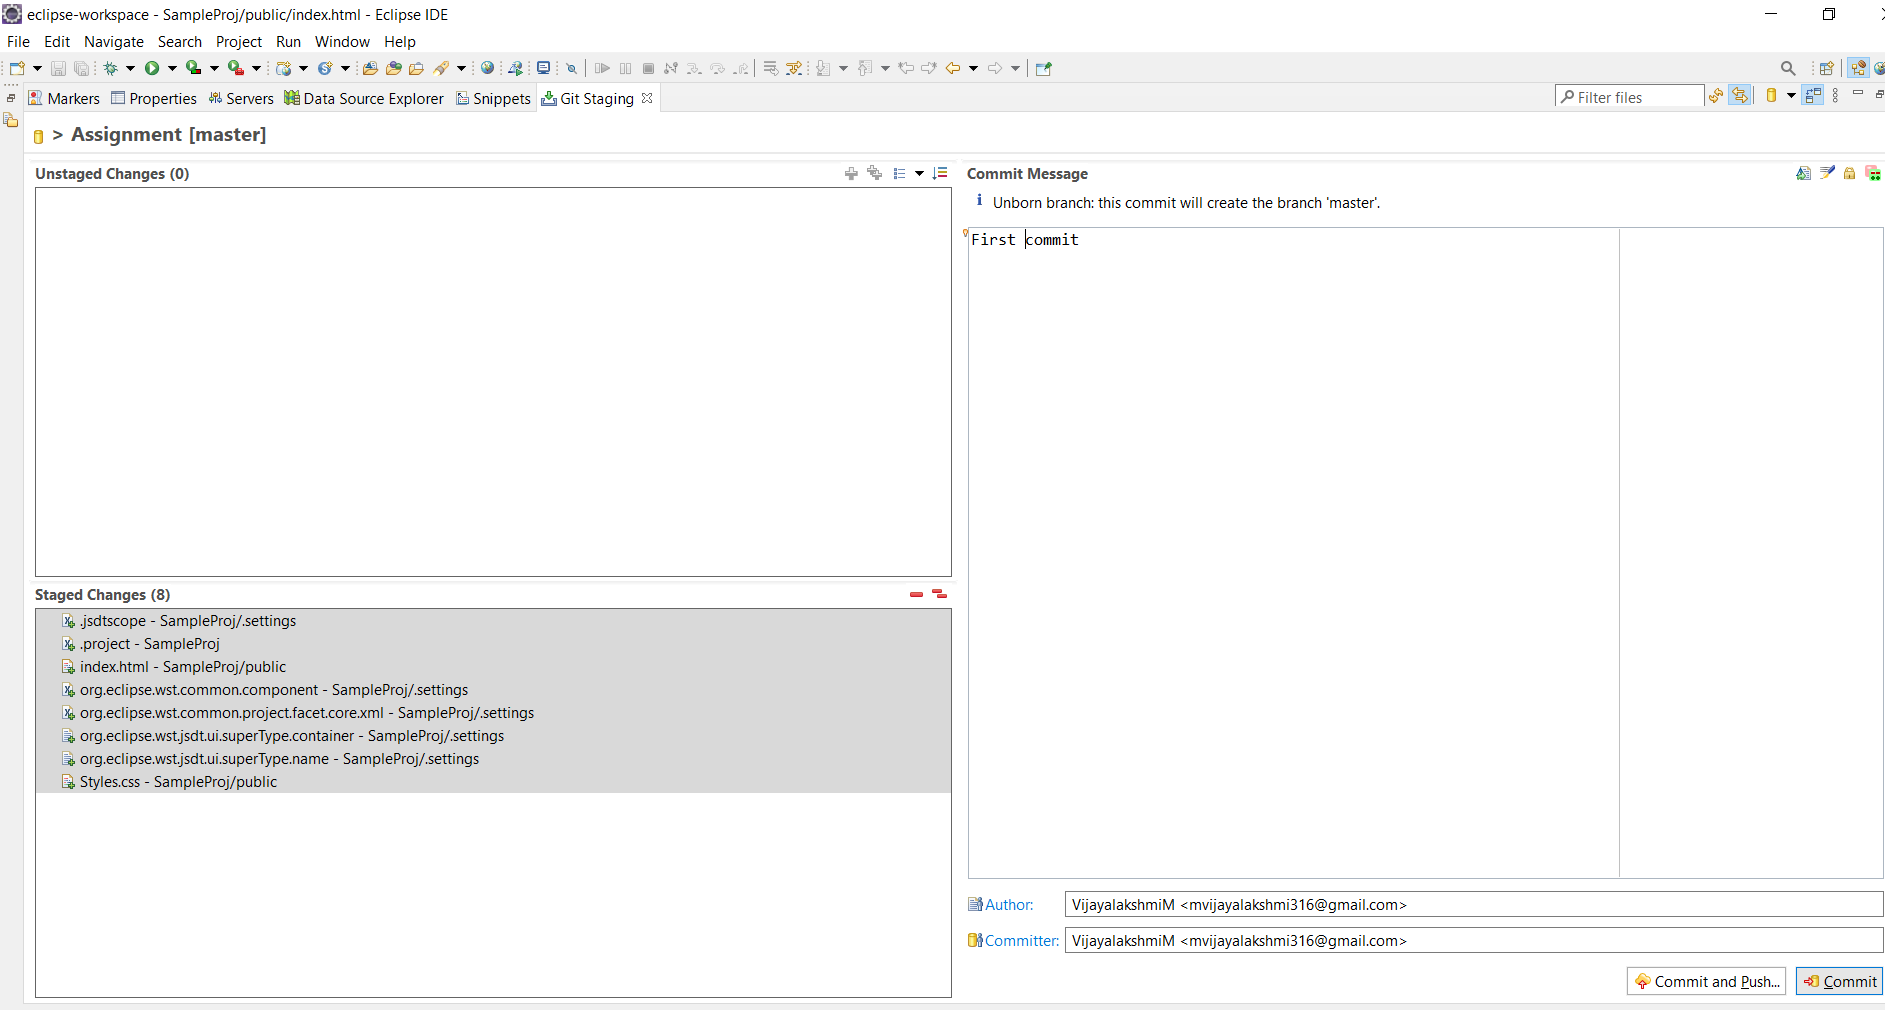 eclipse-workspace - SampleProj/public/index.html - Eclipse IDE
File Edit Navigate Search Project Run Window Help
Markers Properties Servers Data Source Explorer Snippets Git Staging Filter files
> Assignment [master]
Unstaged Changes (0)
Staged Changes (8)
.jsdtscope - SampleProj/.settings
.project - SampleProj
index.html - SampleProj/public
org.eclipse.wst.common.component - SampleProj/.settings
org.eclipse.wst.common.project.facet.core.xml - SampleProj/.settings
org.eclipse.wst.jsdt.ui.superType.container - SampleProj/.settings
org.eclipse.wst.jsdt.ui.superType.name - SampleProj/.settings
Styles.css - SampleProj/public
Commit Message
Unborn branch: this commit will create the branch 'master'.
First commit
Author: VijayalakshmiM <mvijayalakshmi316@gmail.com>
Committer: VijayalakshmiM <mvijayalakshmi316@gmail.com>
Commit and Push... Commit